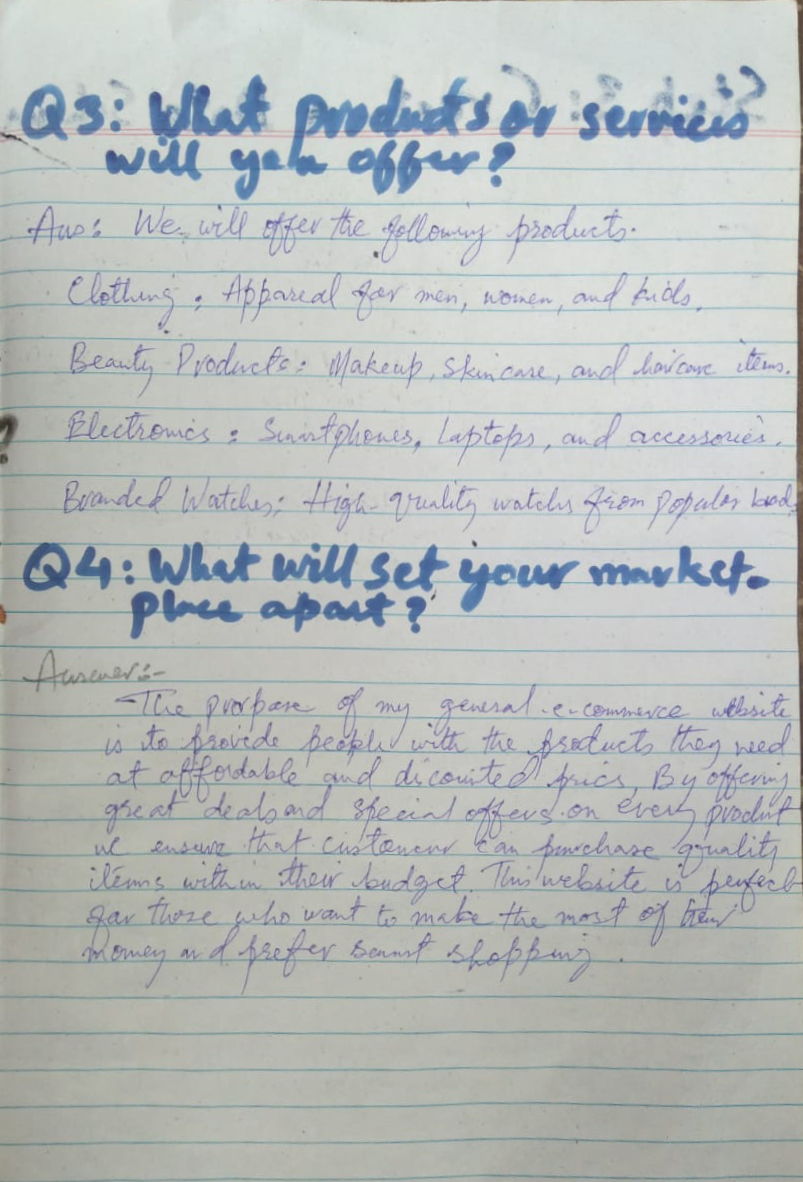 Q3: What products or services
will you offer?
Ans: We will offer the following products.
Clothing: Appareal for men, women, and kids.
Beauty Products: Makeup, skincare, and haircare items.
Electronics: Smartphones, Laptops, and accessories.
Branded Watches: High-quality watches from popular
Q4: What will set your market-
place apart?
Answer:-
The purpose of my general e-commerce website
is to provide people with the products they need
at affordable and dicounted prics, By offering
great deals and special offers on every product
we ensure that customers can purchase quality
items within their budget. This website is perfect
for those who want to make the most of their
money and prefer smart shopping.